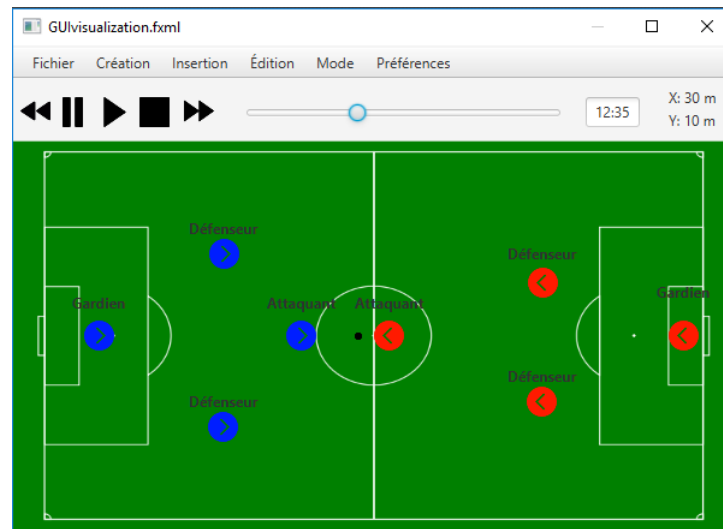 GUIvisualization.fxml
Fichier Création Insertion Édition Mode Préférences
12:35
X: 30 m
Y: 10 m
Défenseur
Défenseur
Gardien
Attaquant
Attaquant
Gardien
Défenseur
Défenseur